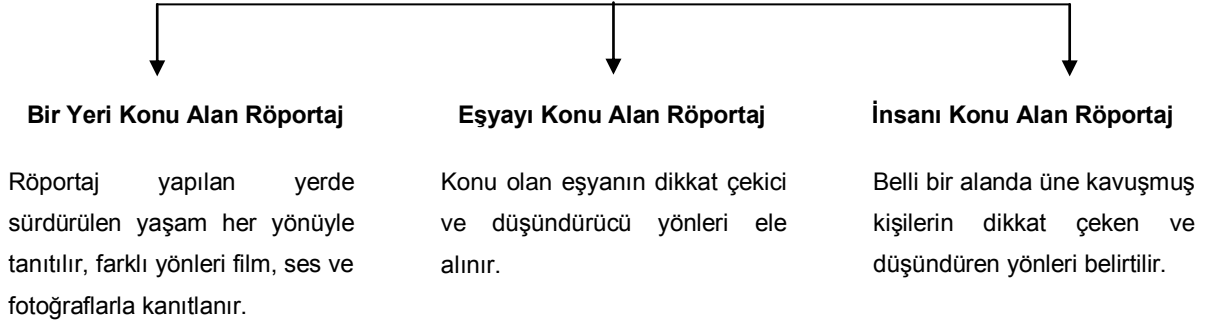 Bir Yeri Konu Alan Röportaj
Röportaj yapılan yerde
sürdürülen yaşam her yönüyle
tanıtılır, farklı yönleri film, ses ve
fotoğraflarla kanıtlanır.
Eşyayı Konu Alan Röportaj
Konu olan eşyanın dikkat çekici
ve düşündürücü yönleri ele
alınır.
İnsanı Konu Alan Röportaj
Belli bir alanda üne kavuşmuş
kişilerin dikkat çeken ve
düşündüren yönleri belirtilir.